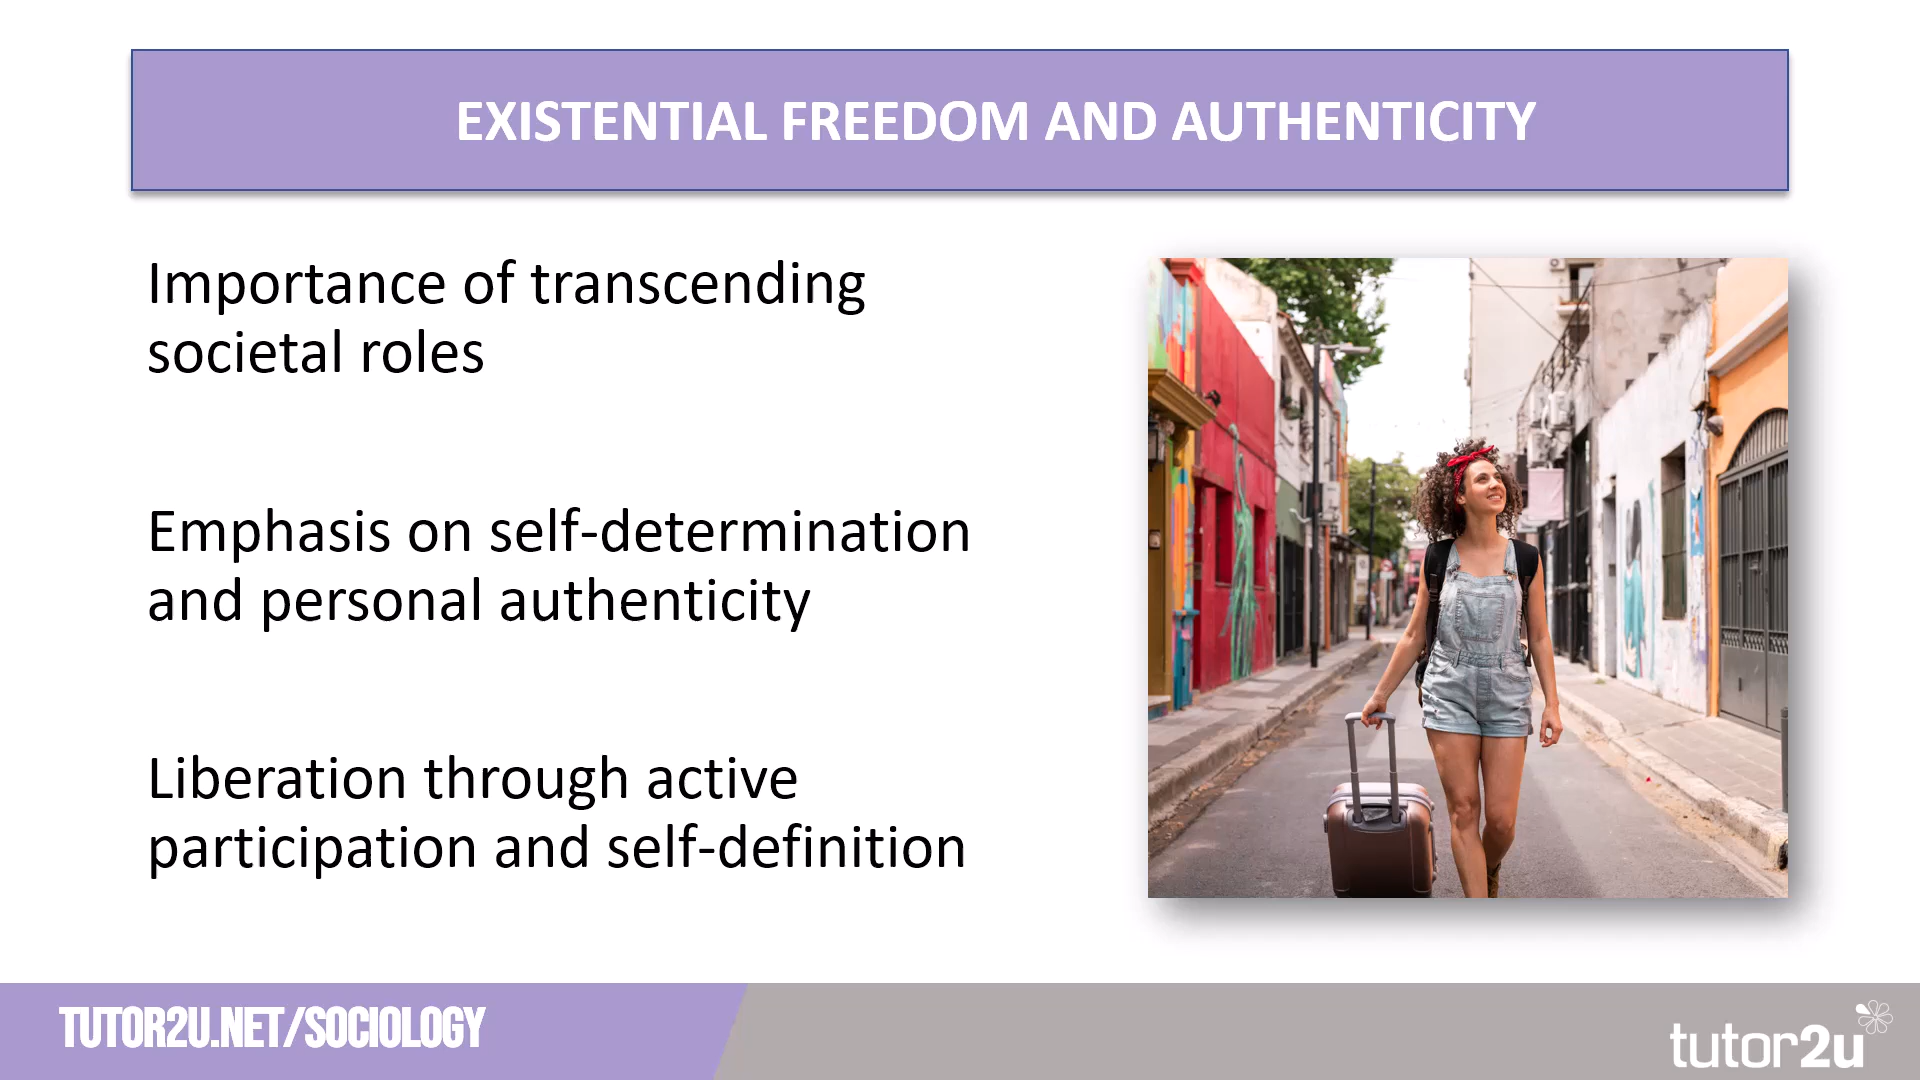 EXISTENTIAL FREEDOM AND AUTHENTICITY
Importance of transcending
societal roles
Emphasis on self-determination
and personal authenticity
Liberation through active
participation and self-definition
TUTOR2U.NET/SOCIOLOGY
tutor2u